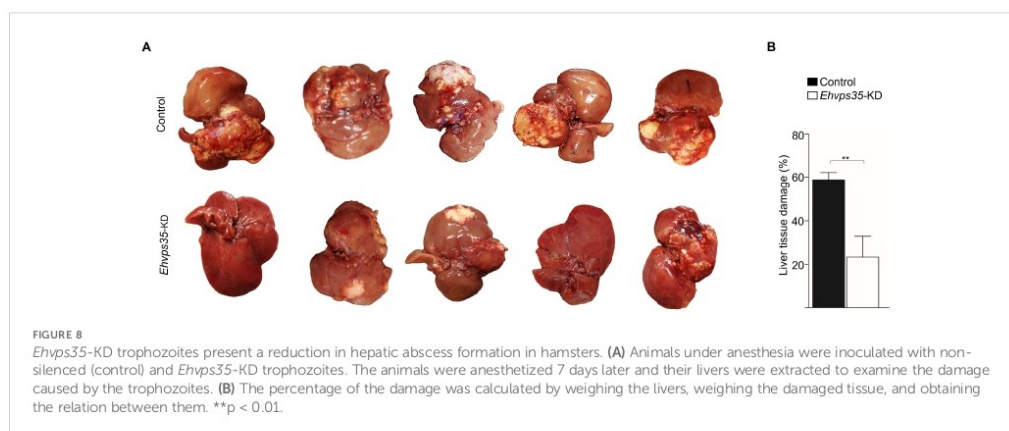 A
B
Control
Ehvps35-KD
Control
Ehvps35-KD
Liver tissue damage (%)
80
60
40
20
**
FIGURE 8
Ehvps35-KD trophozoites present a reduction in hepatic abscess formation in hamsters. (A) Animals under anesthesia were inoculated with non-
silenced (control) and Ehvps35-KD trophozoites. The animals were anesthetized 7 days later and their livers were extracted to examine the damage
caused by the trophozoites. (B) The percentage of the damage was calculated by weighing the livers, weighing the damaged tissue, and obtaining
the relation between them. **p < 0.01.